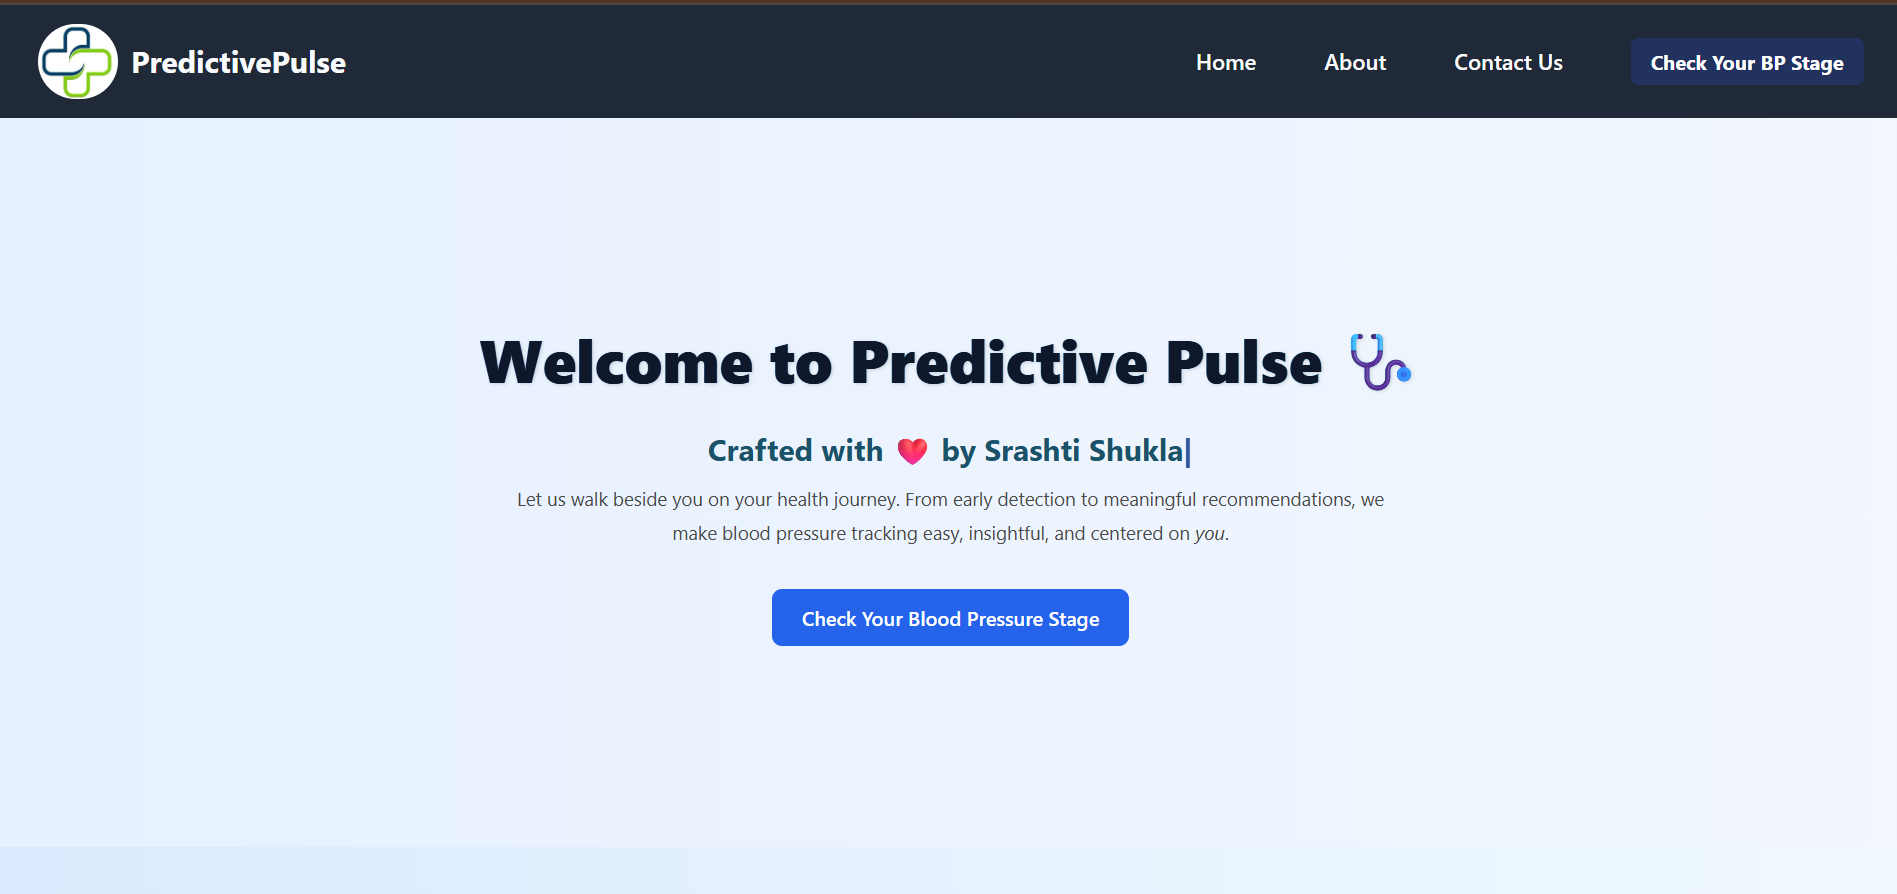 PredictivePulse
Home
About
Contact Us
Check Your BP Stage
Welcome to Predictive Pulse 🩺
Crafted with ❤️ by Srashti Shukla|
Let us walk beside you on your health journey. From early detection to meaningful recommendations, we
make blood pressure tracking easy, insightful, and centered on you.
Check Your Blood Pressure Stage